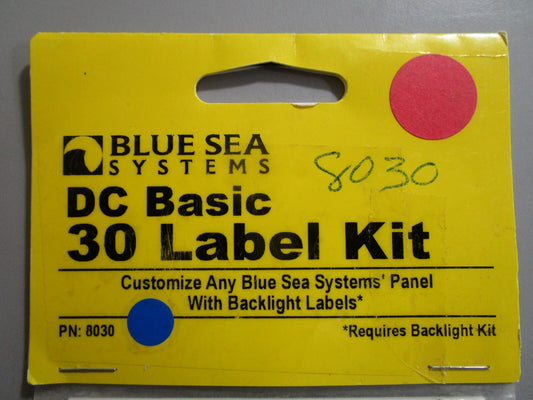 BLUE SEA
SYSTEMS
8030
DC Basic
30 Label Kit
Customize Any Blue Sea Systems' Panel
With Backlight Labels*
PN: 8030
*Requires Backlight Kit